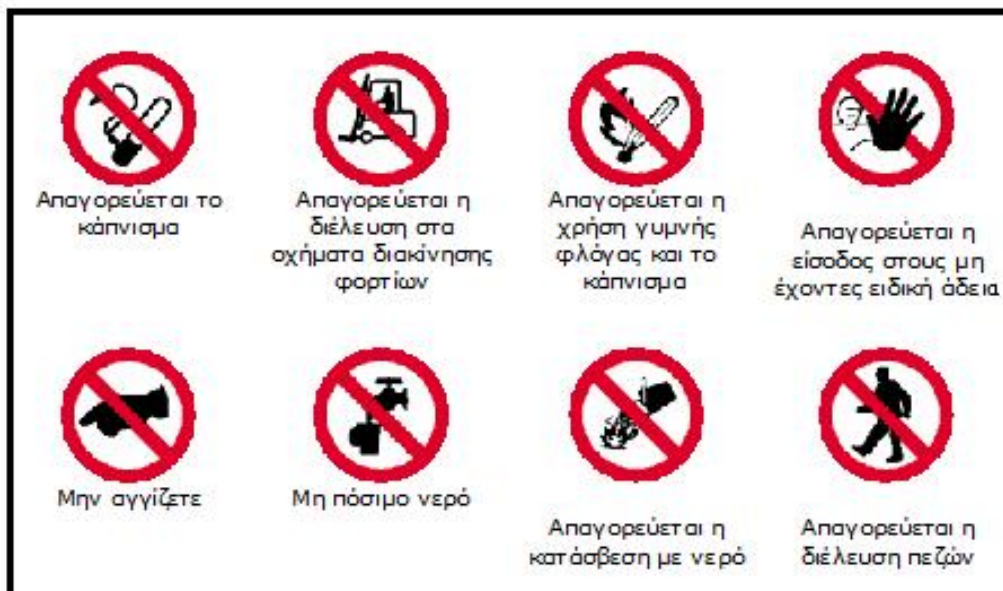 Απαγορεύεται το
κάπνισμα
Απαγορεύεται η
διέλευση στα
οχήματα διακίνησης
φορτίων
Απαγορεύεται η
χρήση γυμνής
φλόγας και το
κάπνισμα
Απαγορεύεται η
είσοδος στους μη
έχοντες ειδική άδεια
Μην αγγίζετε
Μη πόσιμο νερό
Απαγορεύεται η
κατάσβεση με νερό
Απαγορεύεται η
διέλευση πεζών